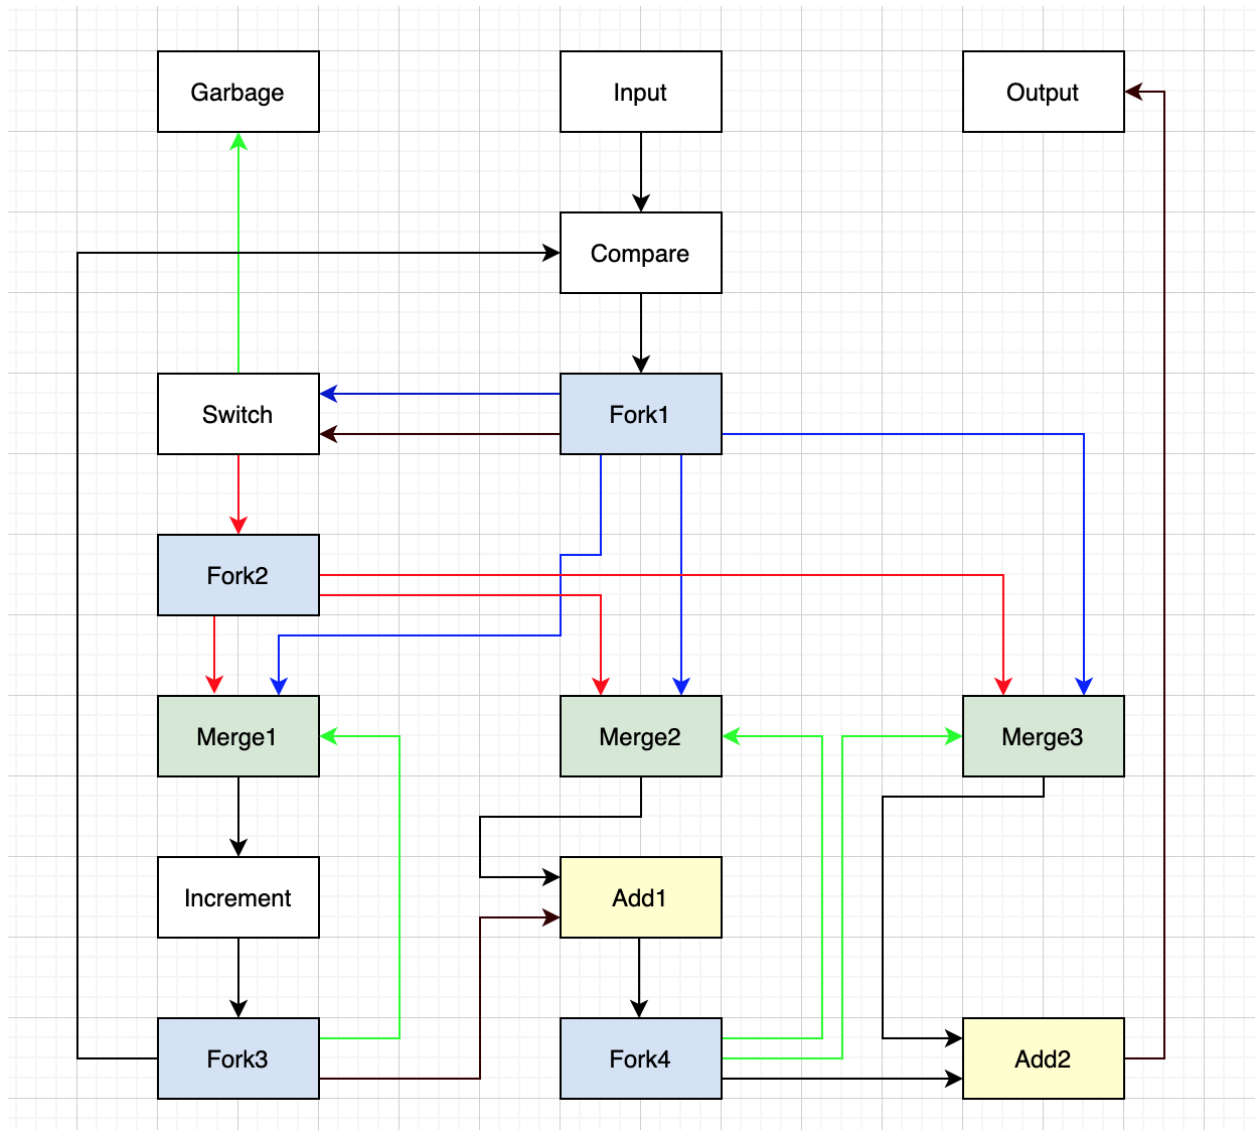 Garbage
Input
Output
Compare
Switch
Fork1
Fork2
Merge1
Merge2
Merge3
Increment
Add1
Fork3
Fork4
Add2